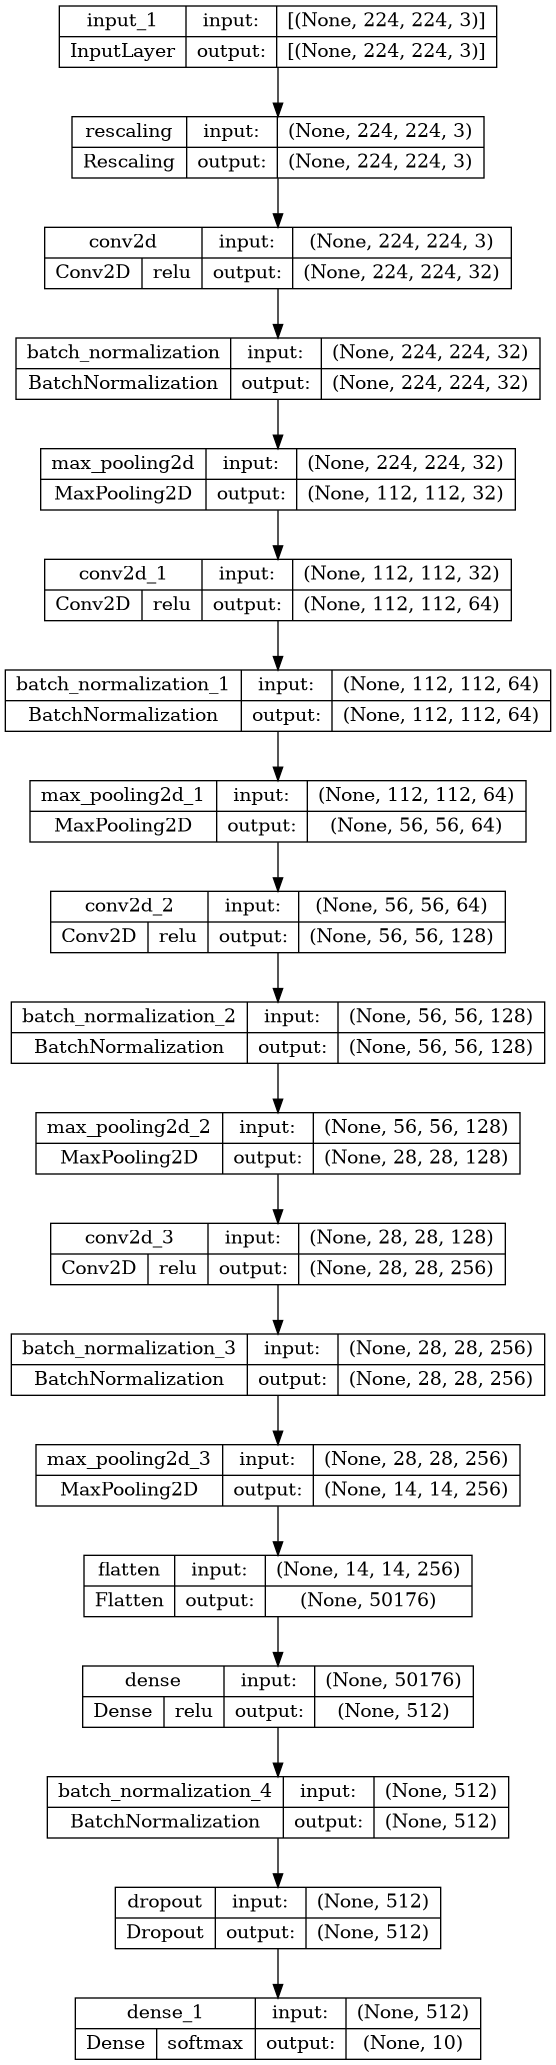 input_1 input: [(None, 224, 224, 3)]
InputLayer output: [(None, 224, 224, 3)]
rescaling input: (None, 224, 224, 3)
Rescaling output: (None, 224, 224, 3)
conv2d input: (None, 224, 224, 3)
Conv2D relu output: (None, 224, 224, 32)
batch_normalization input: (None, 224, 224, 32)
BatchNormalization output: (None, 224, 224, 32)
max_pooling2d input: (None, 224, 224, 32)
MaxPooling2D output: (None, 112, 112, 32)
conv2d_1 input: (None, 112, 112, 32)
Conv2D relu output: (None, 112, 112, 64)
batch_normalization_1 input: (None, 112, 112, 64)
BatchNormalization output: (None, 112, 112, 64)
max_pooling2d_1 input: (None, 112, 112, 64)
MaxPooling2D output: (None, 56, 56, 64)
conv2d_2 input: (None, 56, 56, 64)
Conv2D relu output: (None, 56, 56, 128)
batch_normalization_2 input: (None, 56, 56, 128)
BatchNormalization output: (None, 56, 56, 128)
max_pooling2d_2 input: (None, 56, 56, 128)
MaxPooling2D output: (None, 28, 28, 128)
conv2d_3 input: (None, 28, 28, 128)
Conv2D relu output: (None, 28, 28, 256)
batch_normalization_3 input: (None, 28, 28, 256)
BatchNormalization output: (None, 28, 28, 256)
max_pooling2d_3 input: (None, 28, 28, 256)
MaxPooling2D output: (None, 14, 14, 256)
flatten input: (None, 14, 14, 256)
Flatten output: (None, 50176)
dense input: (None, 50176)
Dense relu output: (None, 512)
batch_normalization_4 input: (None, 512)
BatchNormalization output: (None, 512)
dropout input: (None, 512)
Dropout output: (None, 512)
dense_1 input: (None, 512)
Dense softmax output: (None, 10)